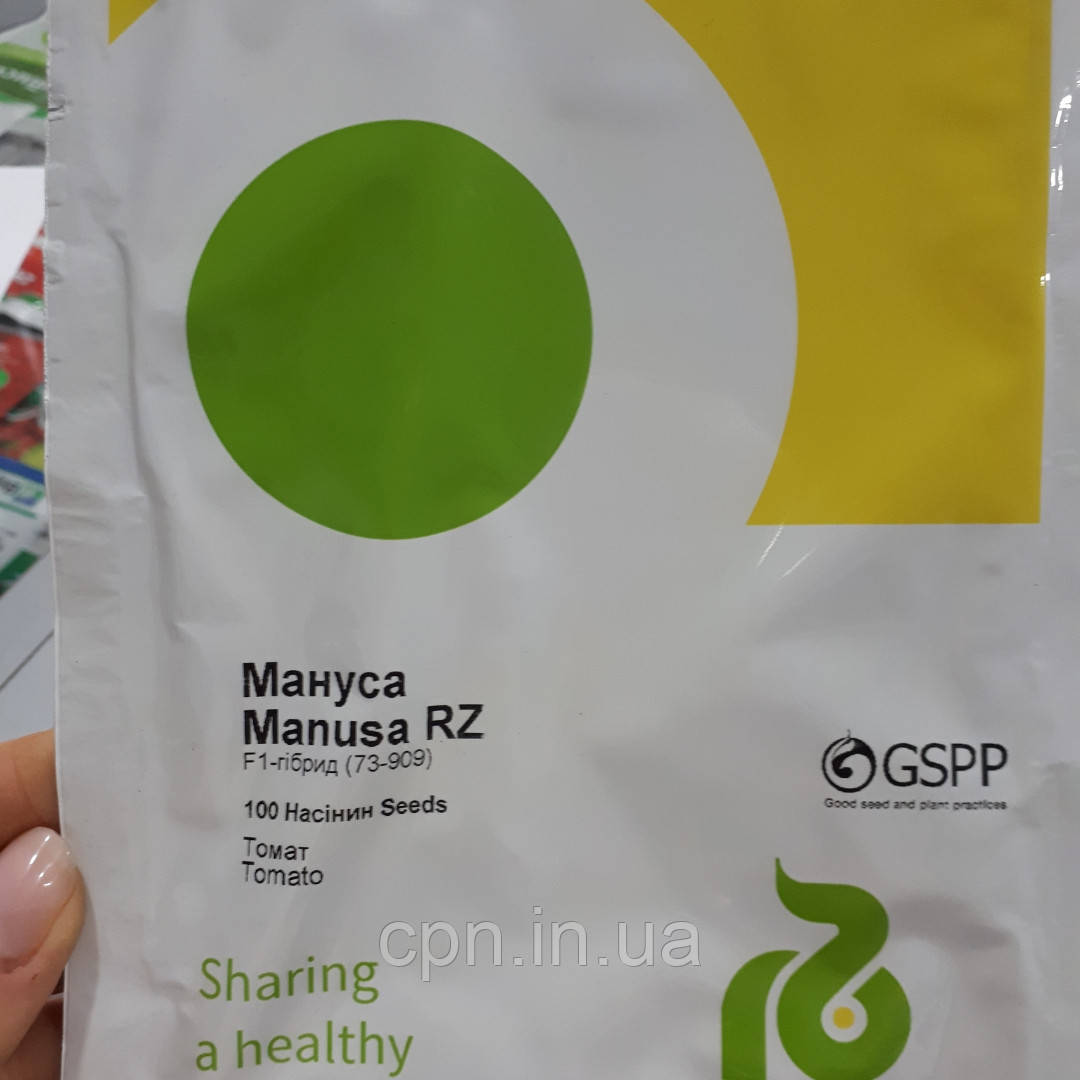 Мануса
Manusa RZ
F1-гібрид (73-909)
100 Насінин Seeds
Томат
Tomato
GSPP
Good seed and plant practices
cpn.in.ua
Sharing
a healthy